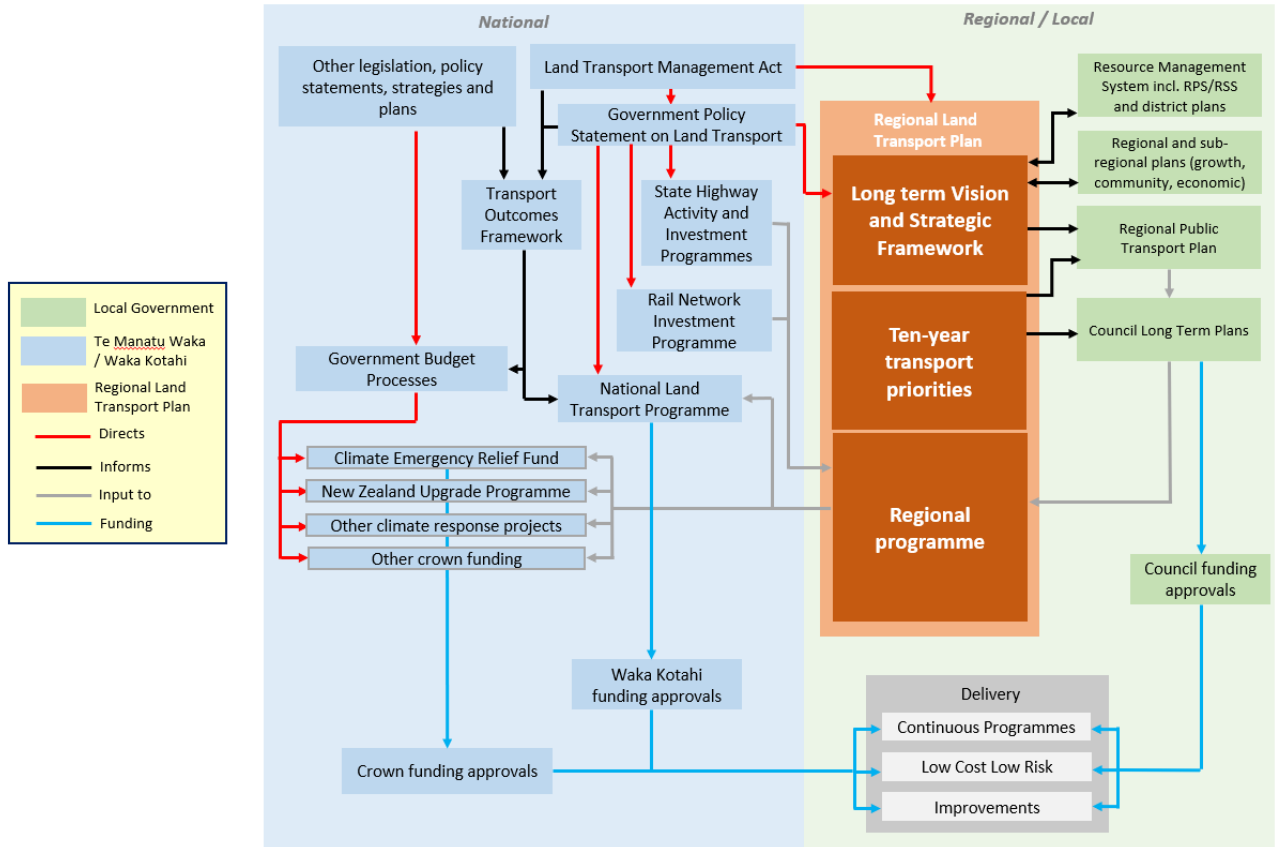 National
Regional / Local
Other legislation, policy
statements, strategies and
plans
Land Transport Management Act
Government Policy
Statement on Land Transport
Transport
Outcomes
Framework
State Highway
Activity and
Investment
Programmes
Rail Network
Investment
Programme
Government Budget
Processes
National Land
Transport Programme
Climate Emergency Relief Fund
New Zealand Upgrade Programme
Other climate response projects
Other crown funding
Waka Kotahi
funding approvals
Crown funding approvals
Regional Land
Transport Plan
Long term Vision
and Strategic
Framework
Ten-year
transport
priorities
Regional
programme
Resource Management
System incl. RPS/RSS
and district plans
Regional and sub-
regional plans (growth,
community, economic)
Regional Public
Transport Plan
Council Long Term Plans
Council funding
approvals
Delivery
Continuous Programmes
Low Cost Low Risk
Improvements
Local Government
Te Manatu Waka
/ Waka Kotahi
Regional Land
Transport Plan
Directs
Informs
Input to
Funding